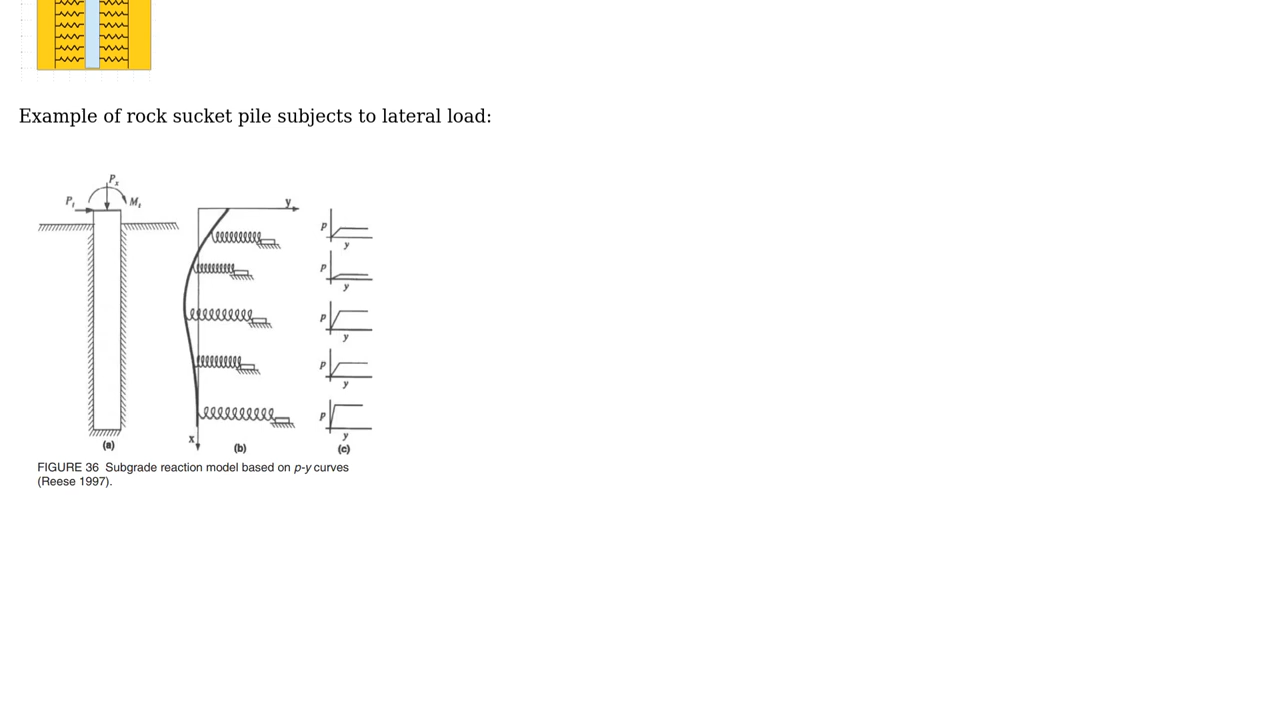 Example of rock sucket pile subjects to lateral load:
Pₓ
Pₜ
Mₜ
y
p
y
p
y
p
y
p
y
p
y
x
(a)
(b)
(c)
FIGURE 36 Subgrade reaction model based on p-y curves
(Reese 1997).